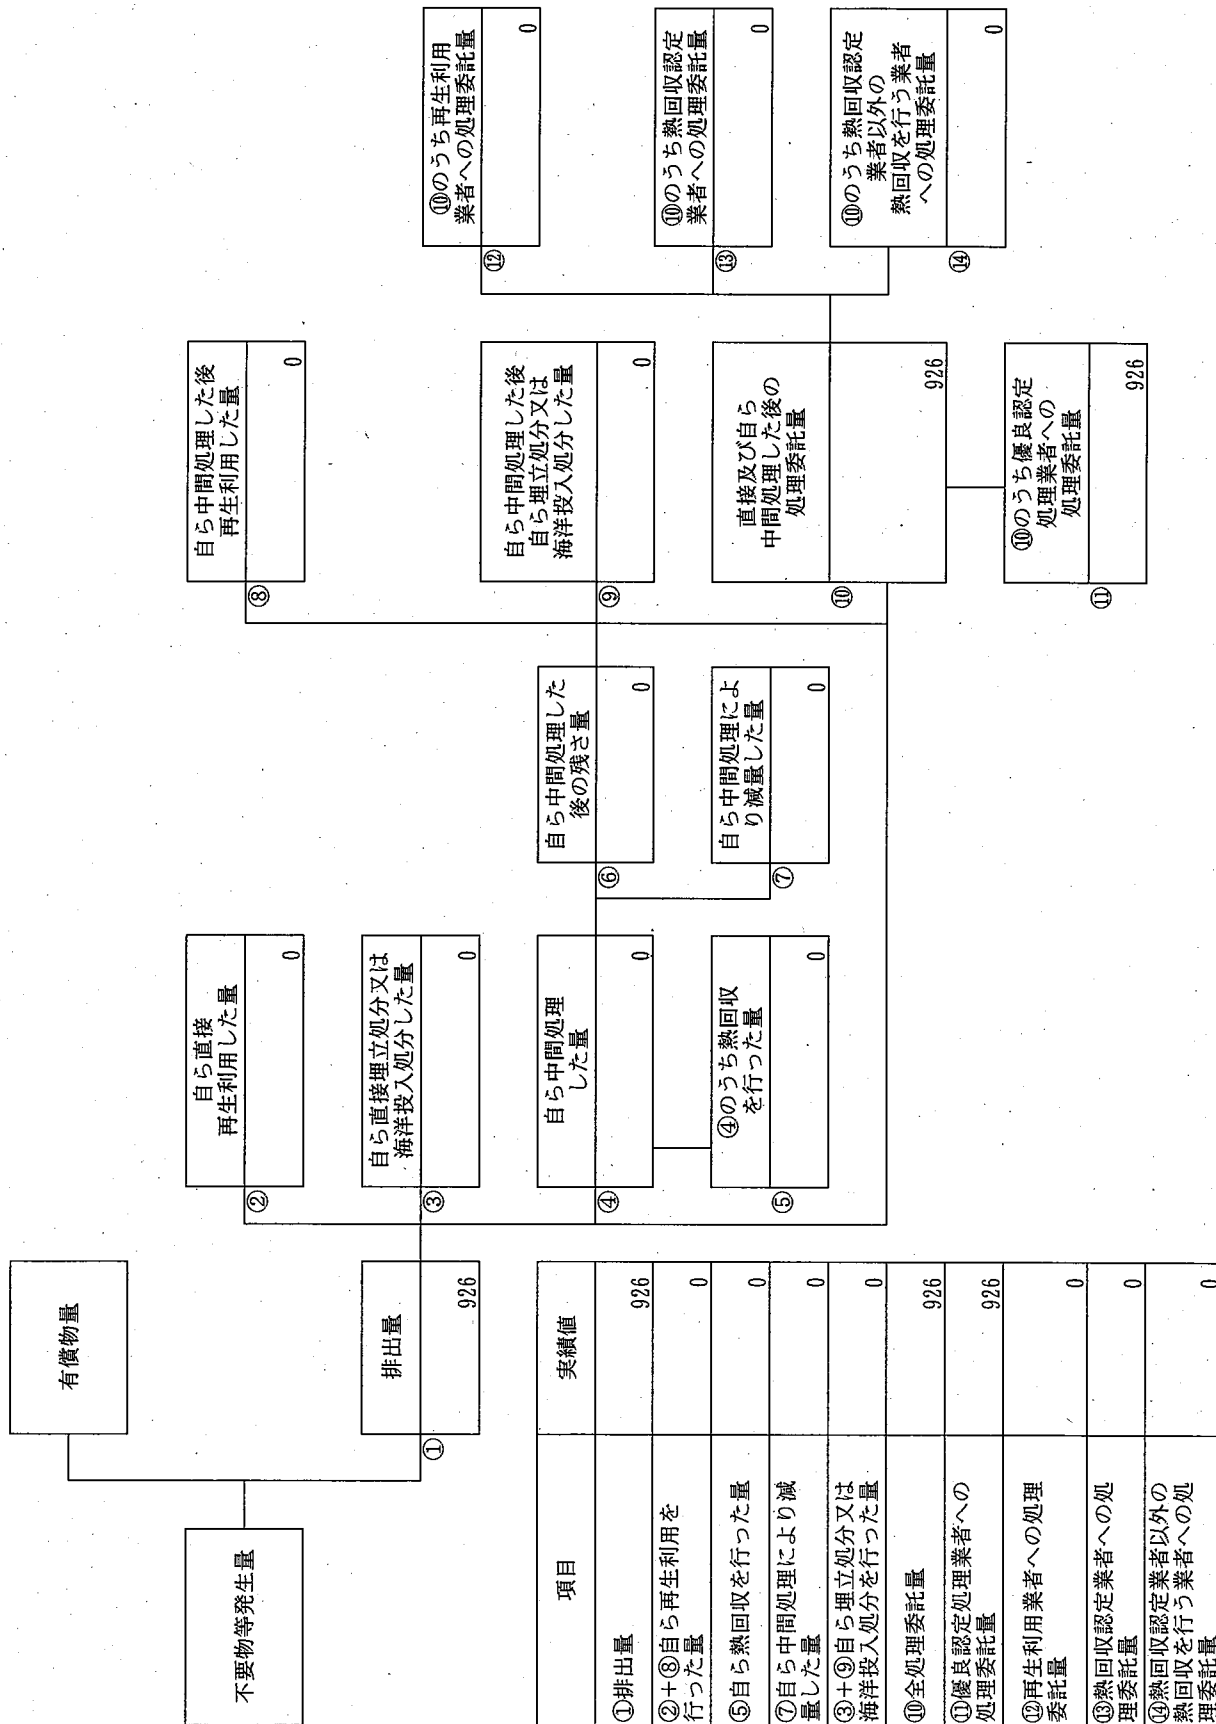 不要物等発生量
有償物量
排出量
①
926
自ら直接
再生利用した量
②
0
自ら直接埋立処分又は
海洋投入処分した量
③
0
自ら中間処理
した量
④
0
④のうち熱回収
を行った量
⑤
0
自ら中間処理した
後の残さ量
⑥
0
自ら中間処理によ
り減量した量
⑦
0
自ら中間処理した後
再生利用した量
⑧
0
自ら中間処理した後
自ら埋立処分又は
海洋投入処分した量
⑨
0
直接及び自ら
中間処理した後の
処理委託量
⑩
926
⑩のうち優良認定
処理業者への
処理委託量
⑪
926
⑩のうち再生利用
業者への処理委託量
⑫
0
⑩のうち熱回収認定
業者への処理委託量
⑬
0
⑩のうち熱回収認定
業者以外の
熱回収を行う業者
への処理委託量
⑭
0
項目 実績値
①排出量 926
②+⑧自ら再生利用を
行った量 0
⑤自ら熱回収を行った量 0
⑦自ら中間処理により減
量した量 0
③+⑨自ら埋立処分又は
海洋投入処分を行った量 0
⑩全処理委託量 926
⑪優良認定処理業者への
処理委託量 926
⑫再生利用業者への処理
委託量 0
⑬熱回収認定業者への処
理委託量 0
⑭熱回収認定業者以外の
熱回収を行う業者への処
理委託量 0